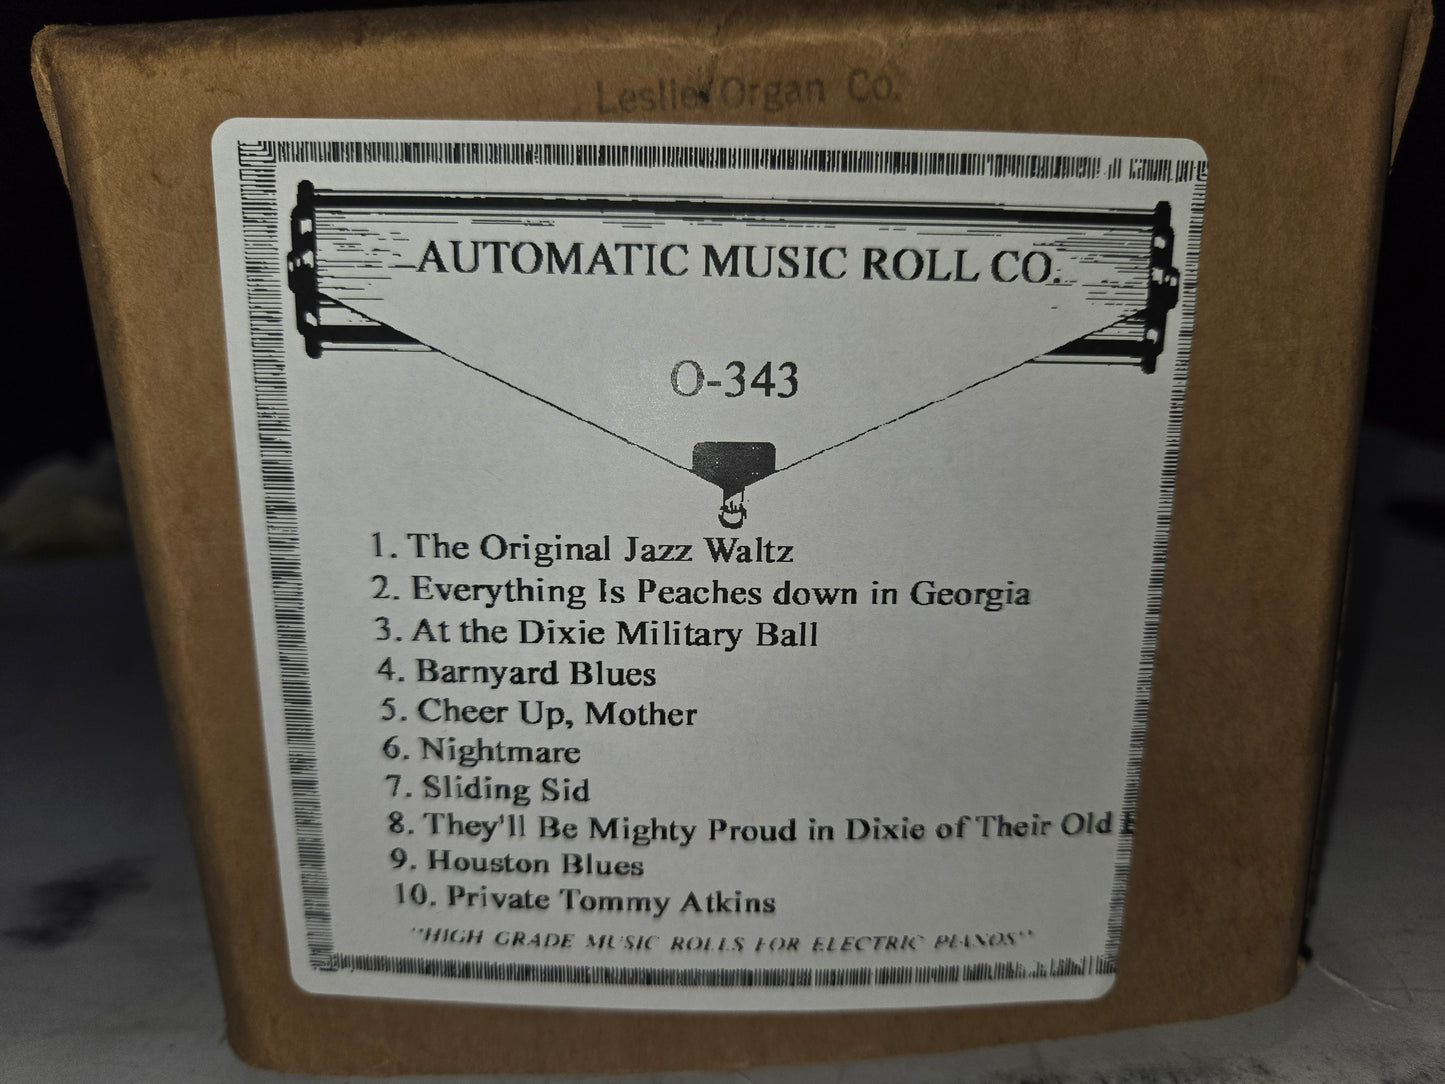 Leslie Organ Co.
AUTOMATIC MUSIC ROLL CO.
O-343
1. The Original Jazz Waltz
2. Everything Is Peaches down in Georgia
3. At the Dixie Military Ball
4. Barnyard Blues
5. Cheer Up, Mother
6. Nightmare
7. Sliding Sid
8. They'll Be Mighty Proud in Dixie of Their Old
9. Houston Blues
10. Private Tommy Atkins
"HIGH GRADE MUSIC ROLLS FOR ELECTRIC PIANOS"